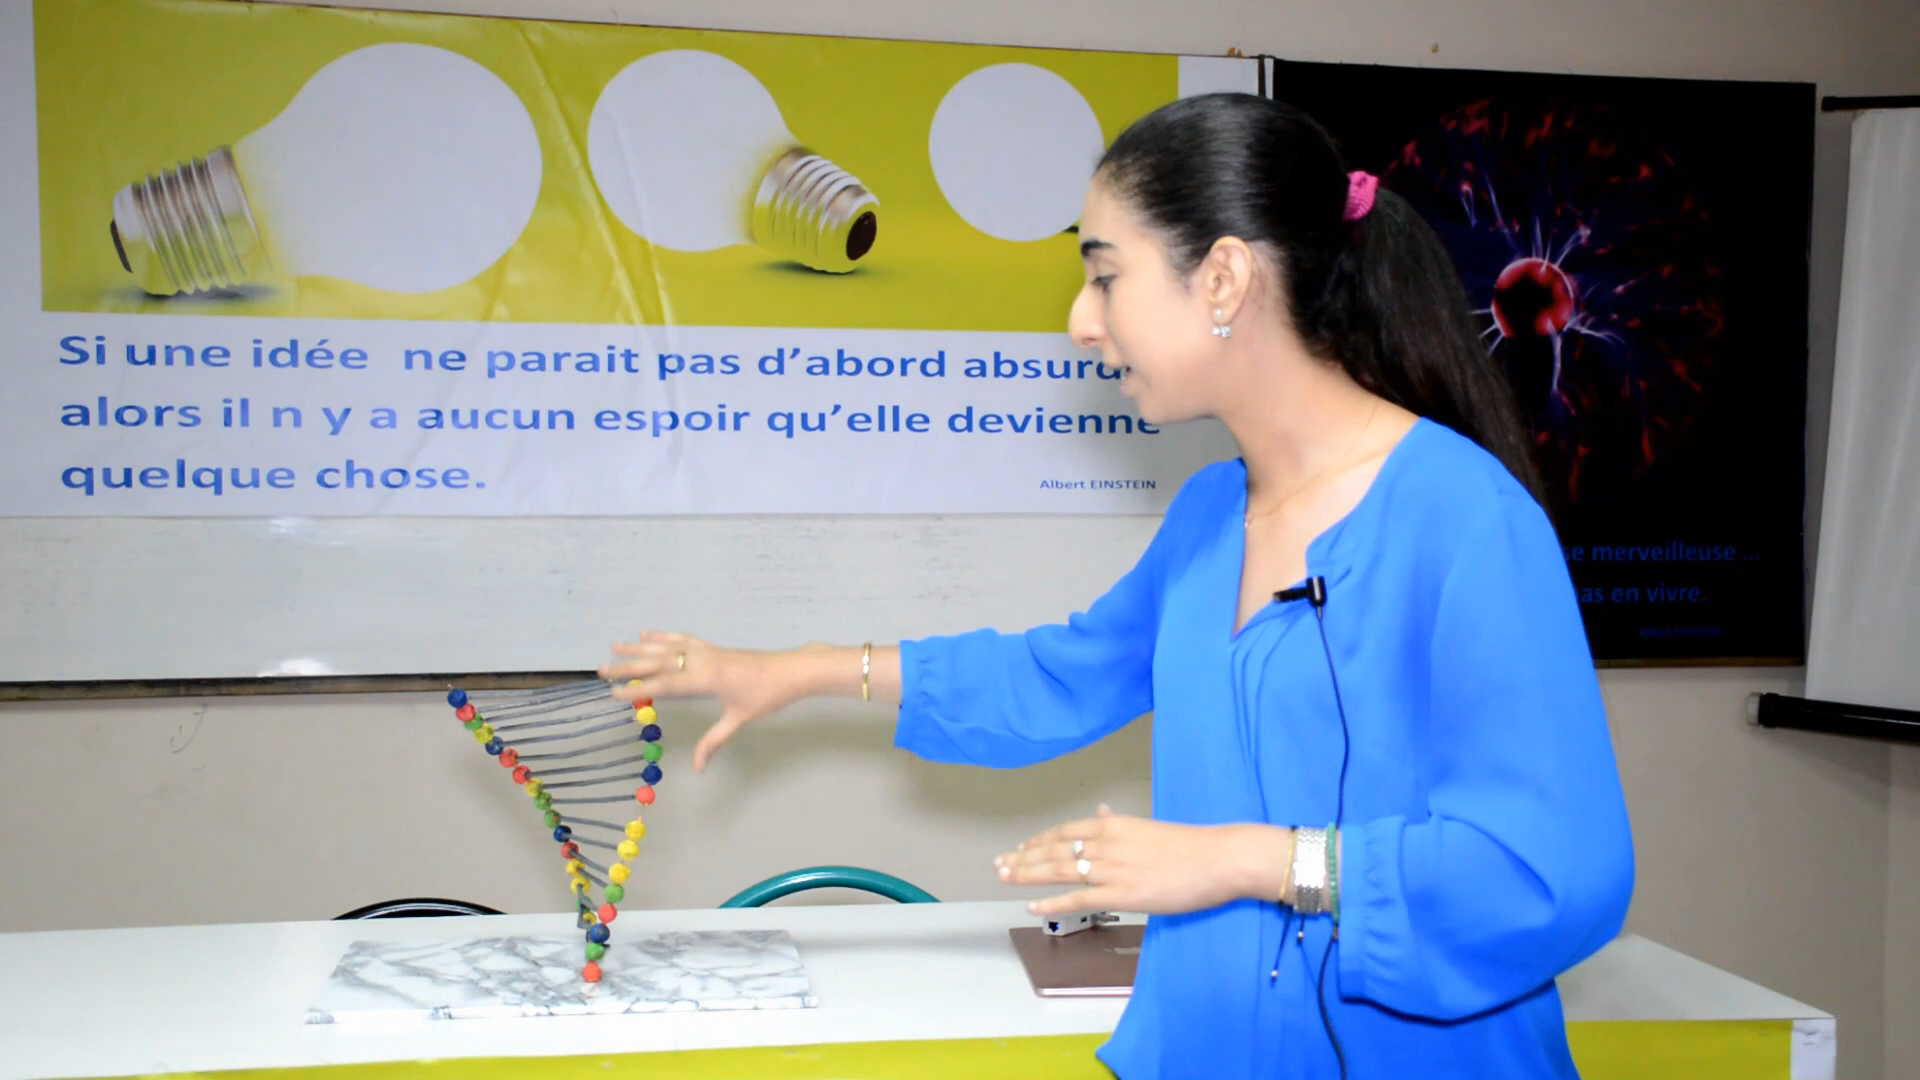 Si une idée ne parait pas d’abord absurd
alors il n y a aucun espoir qu’elle devienne
quelque chose.
Albert EINSTEIN
se merveilleuse ...
as en vivre.